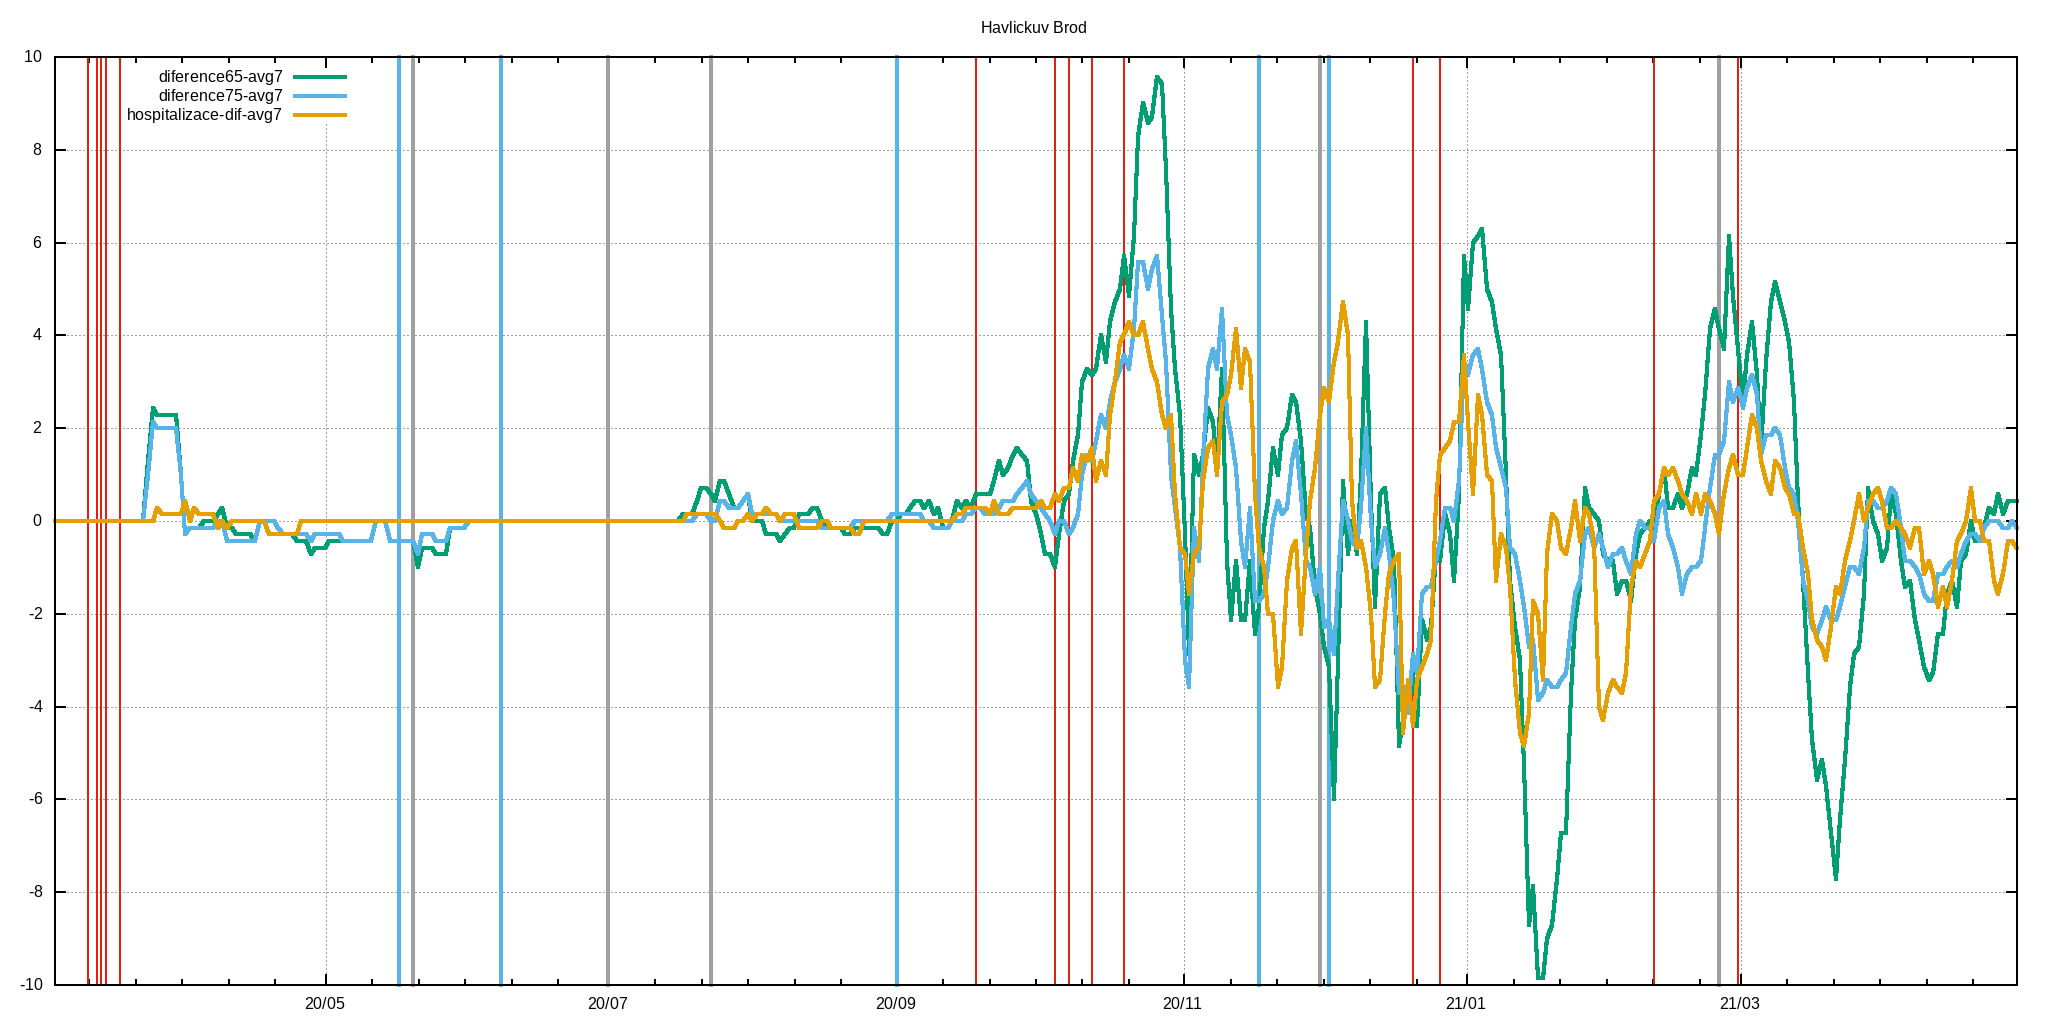 Havlickuv Brod
10
diference65-avg7
diference75-avg7
hospitalizace-dif-avg7
8
6
4
2
0
-2
-4
-6
-8
-10
20/05 20/07 20/09 20/11 21/01 21/03